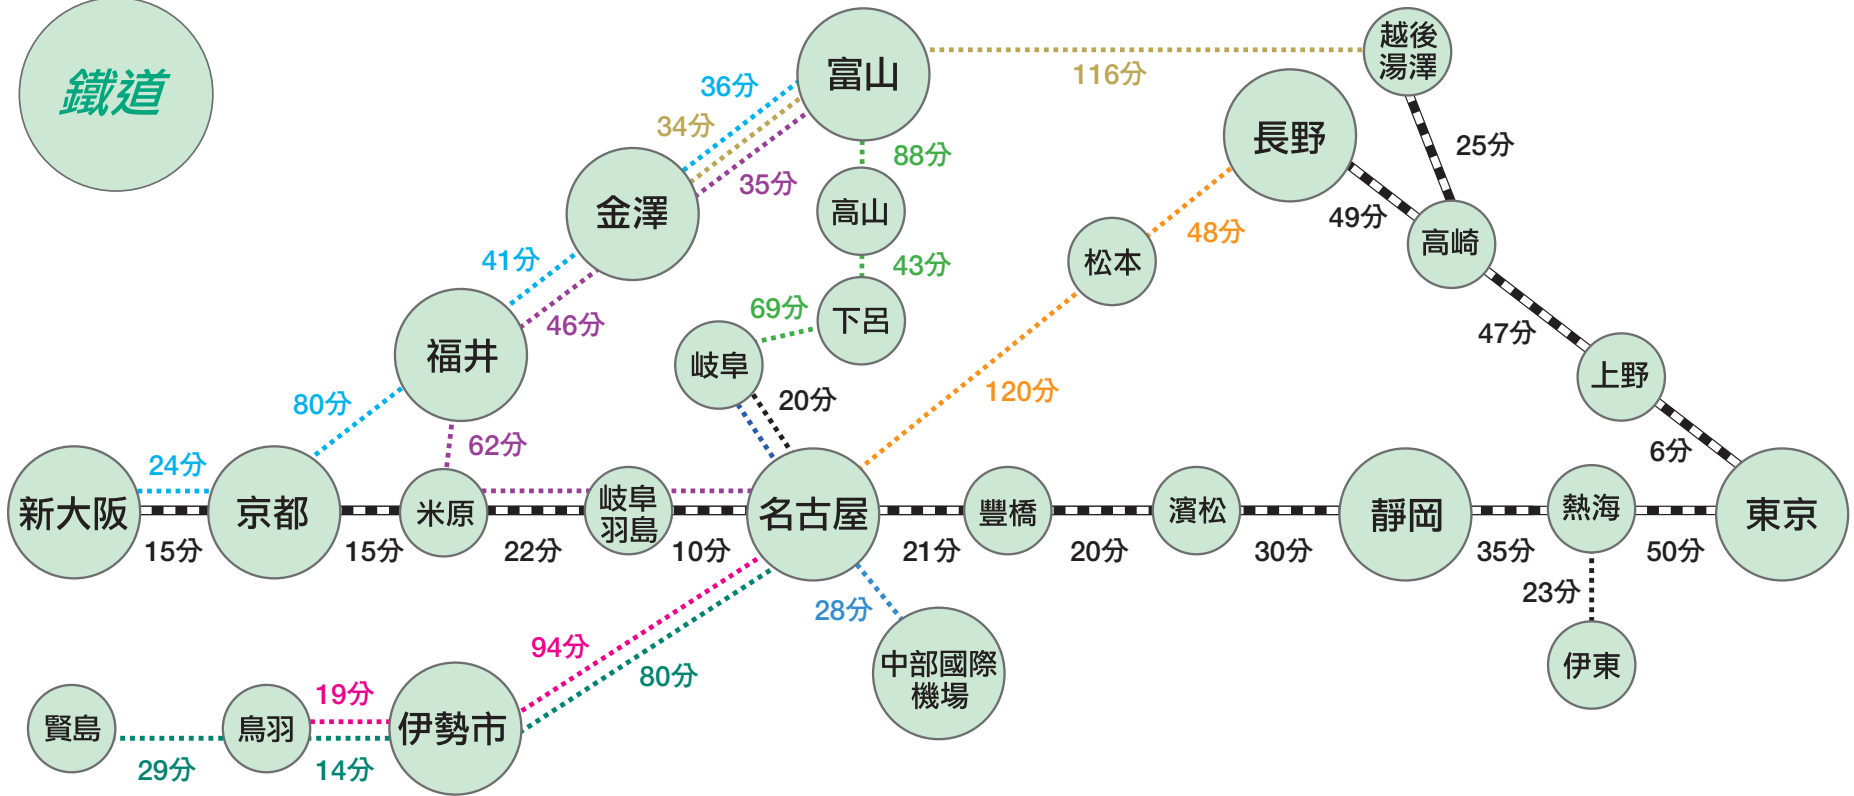 鐵道
富山
越後
湯澤
116分
36分
34分
35分
長野
25分
88分
49分
金澤
高山
48分
高崎
松本
41分
46分
43分
69分
下呂
47分
福井
岐阜
上野
20分
120分
80分
62分
6分
24分
新大阪
京都
米原
岐阜
羽島
名古屋
豐橋
濱松
靜岡
熱海
東京
15分
15分
22分
10分
21分
20分
30分
35分
50分
23分
28分
94分
80分
中部國際
機場
伊東
19分
賢島
鳥羽
伊勢市
29分
14分